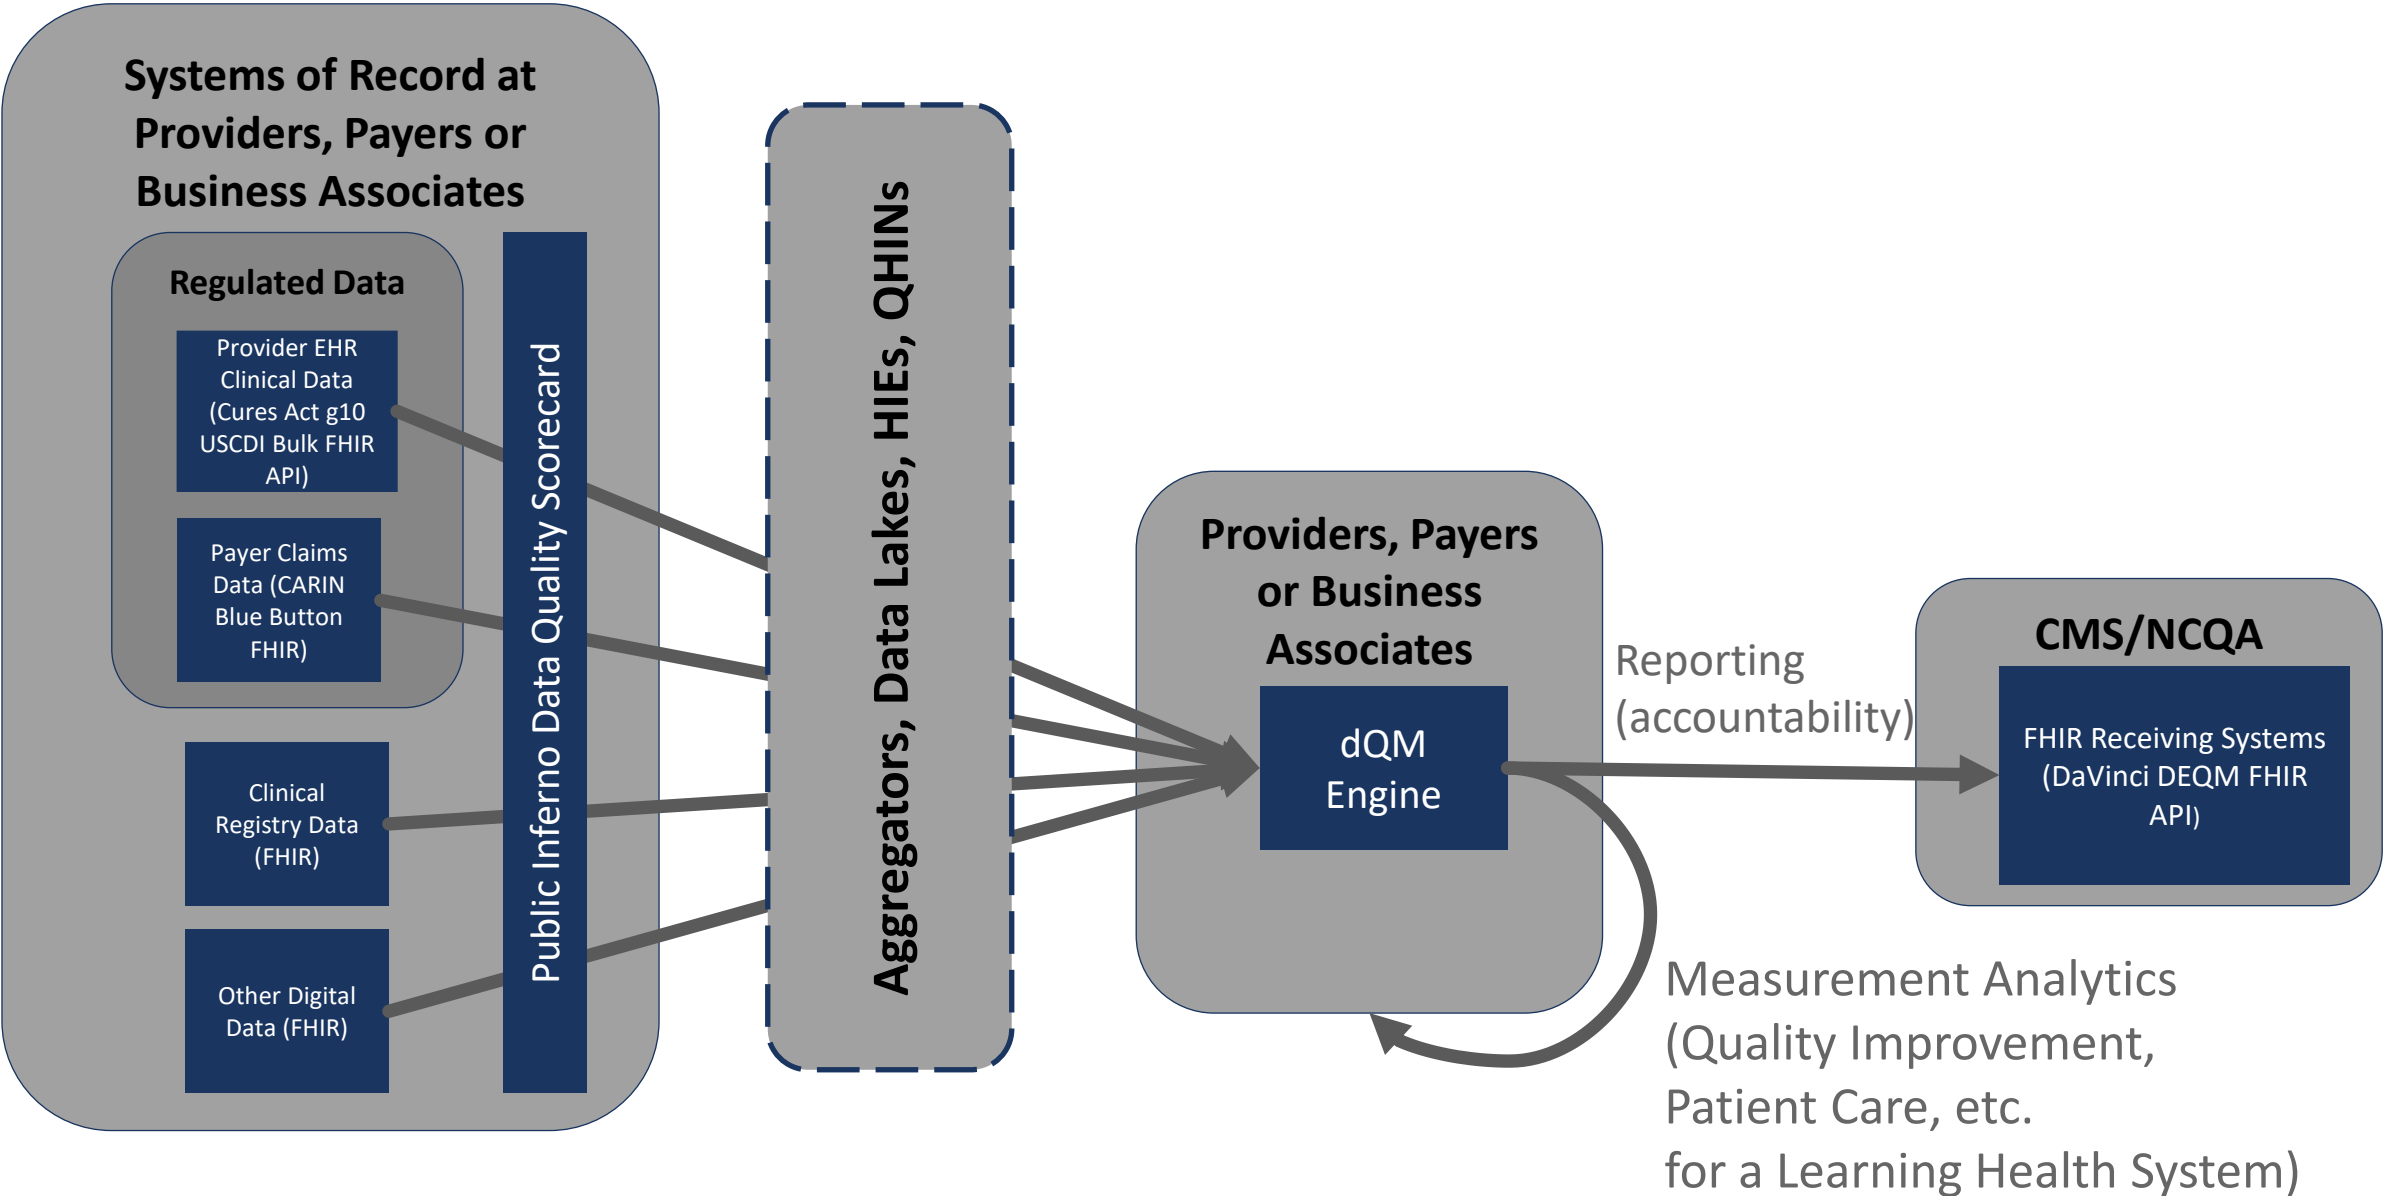 Systems of Record at
Providers, Payers or
Business Associates
Regulated Data
Provider EHR
Clinical Data
(Cures Act g10
USCDI Bulk FHIR
API)
Payer Claims
Data (CARIN
Blue Button
FHIR)
Clinical
Registry Data
(FHIR)
Other Digital
Data (FHIR)
Public Inferno Data Quality Scorecard
Aggregators, Data Lakes, HIEs, QHINs
Providers, Payers
or Business
Associates
dQM
Engine
Reporting
(accountability)
CMS/NCQA
FHIR Receiving Systems
(DaVinci DEQM FHIR
API)
Measurement Analytics
(Quality Improvement,
Patient Care, etc.
for a Learning Health System)